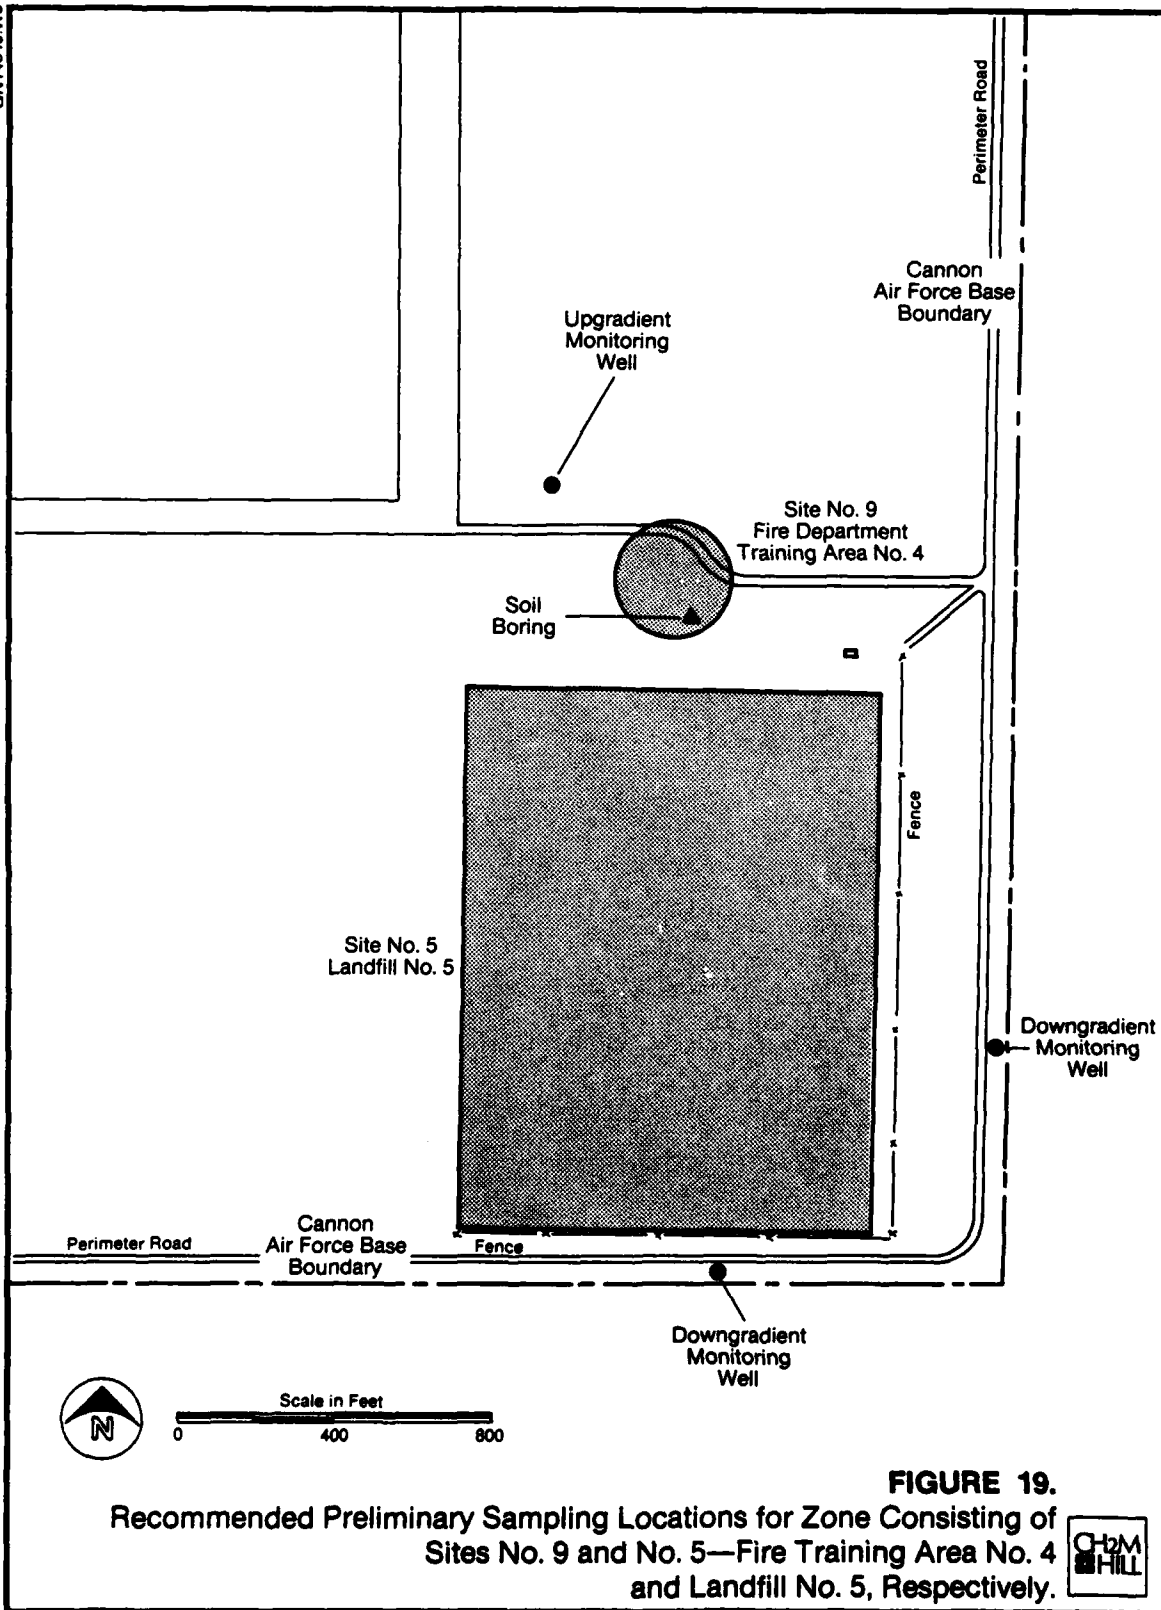 Perimeter Road
Cannon
Air Force Base
Boundary
Upgradient
Monitoring
Well
Site No. 9
Fire Department
Training Area No. 4
Soil
Boring
Fence
Site No. 5
Landfill No. 5
Downgradient
Monitoring
Well
Cannon
Air Force Base
Boundary
Perimeter Road
Fence
Downgradient
Monitoring
Well
N
Scale in Feet
0 400 800
FIGURE 19.
Recommended Preliminary Sampling Locations for Zone Consisting of
Sites No. 9 and No. 5—Fire Training Area No. 4
and Landfill No. 5, Respectively.
CH2M
HILL